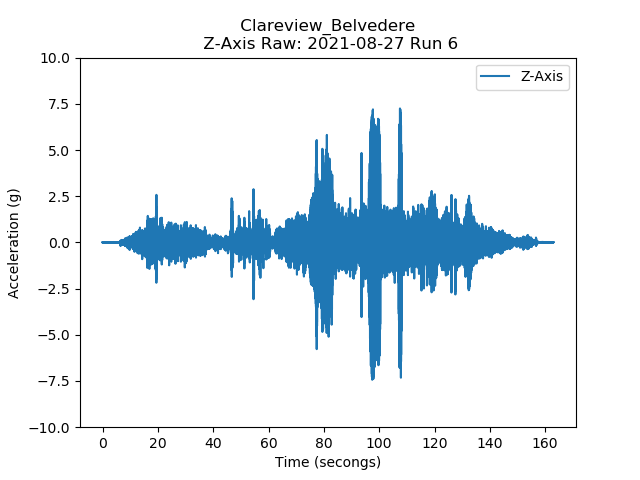 Clareview_Belvedere
Z-Axis Raw: 2021-08-27 Run 6
Z-Axis
10.0
7.5
5.0
2.5
0.0
−2.5
−5.0
−7.5
−10.0
Acceleration (g)
0 20 40 60 80 100 120 140 160
Time (secongs)